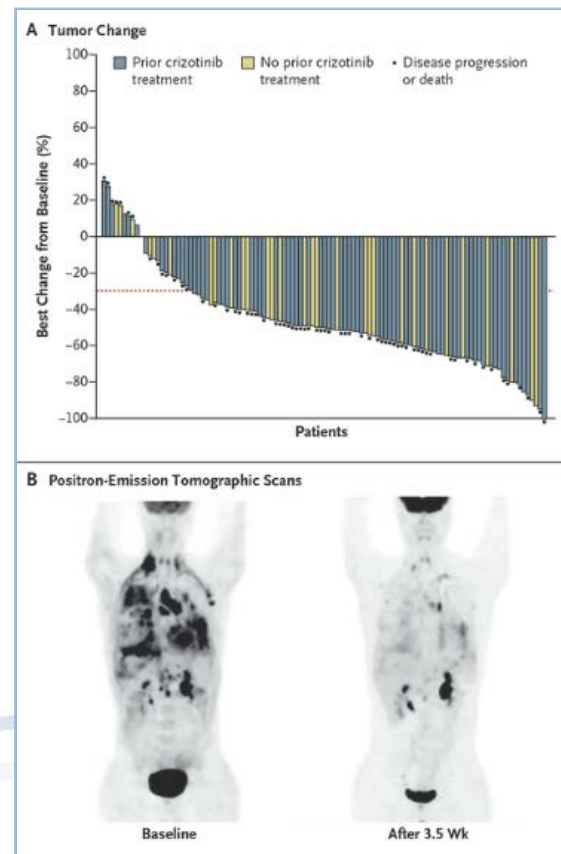 A Tumor Change
Prior crizotinib
treatment
No prior crizotinib
treatment
• Disease progression
or death
Best Change from Baseline (%)
100
80
60
40
20
0
−20
−40
−60
−80
−100
Patients
B Positron-Emission Tomographic Scans
Baseline
After 3.5 Wk